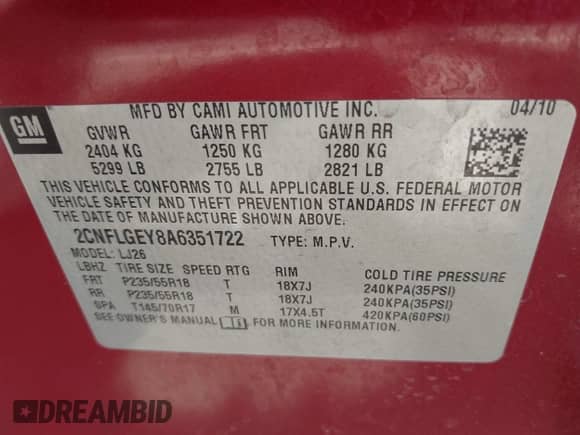 GM
MFD BY CAMI AUTOMOTIVE INC. 04/10
GVWR GAWR FRT GAWR RR
2404 KG 1250 KG 1280 KG
5299 LB 2755 LB 2821 LB
THIS VEHICLE CONFORMS TO ALL APPLICABLE U.S. FEDERAL MOTOR
VEHICLE SAFETY AND THEFT PREVENTION STANDARDS IN EFFECT ON
THE DATE OF MANUFACTURE SHOWN ABOVE.
2CNFLGEY8A6351722 TYPE: M.P.V.
MODEL: LJ26
LBHZ TIRE SIZE SPEED RTG RIM COLD TIRE PRESSURE
FRT P235/55R18 T 18X7J 240KPA(35PSI)
RR P235/55R18 T 18X7J 240KPA(35PSI)
SPA T145/70R17 M 17X4.5T 420KPA(60PSI)
SEE OWNER'S MANUAL FOR MORE INFORMATION.
DREAMBID